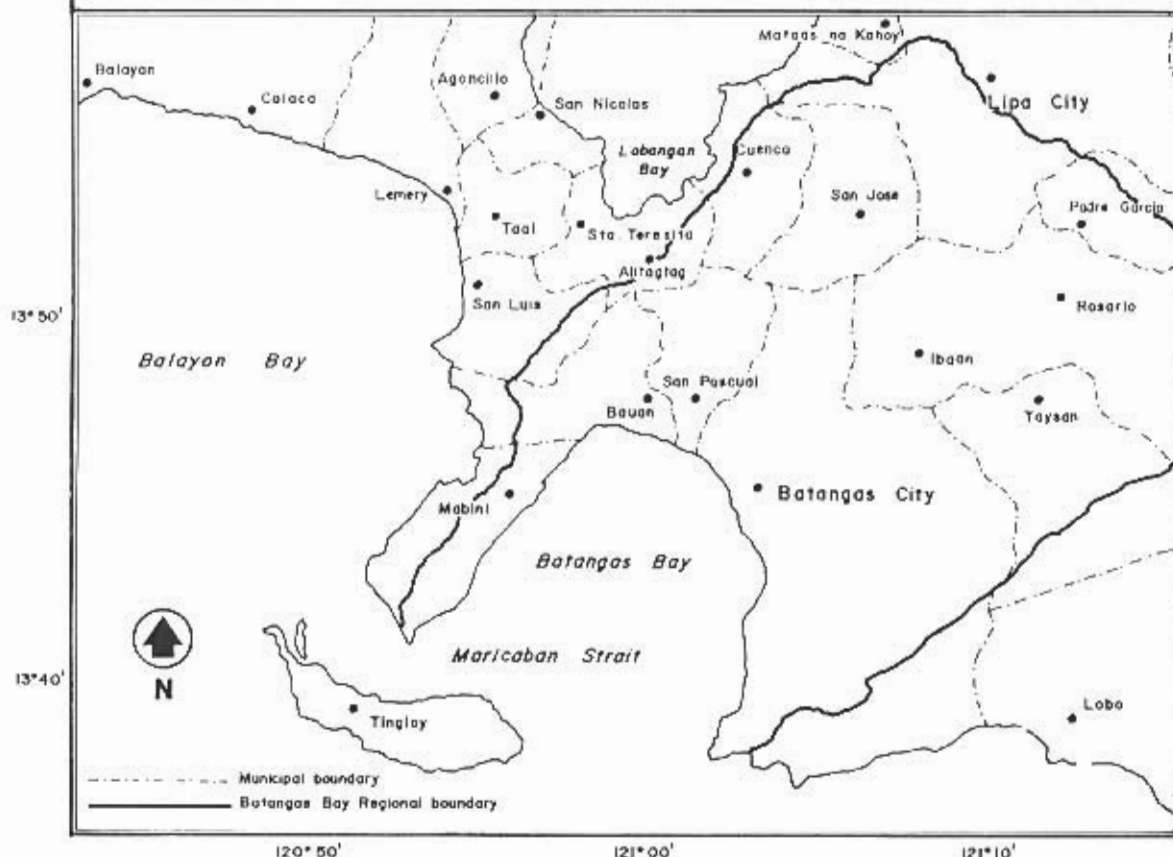 Mataas na Kahoy
Balayan
Agoncillo
Calaca
San Nicolas
Lipa City
Lobangan
Bay
Cuenca
Lemery
San Jose
Taal
Sta. Teresita
Padre Garcia
Alitagtag
San Luis
Rosario
13°50'
Balayan Bay
Ibaan
San Pascual
Bauan
Taysan
Mabini
Batangas City
Batangas Bay
Maricaban Strait
N
13°40'
Tingloy
Lobo
Municipal boundary
Batangas Bay Regional boundary
120°50'
121°00'
121°10'